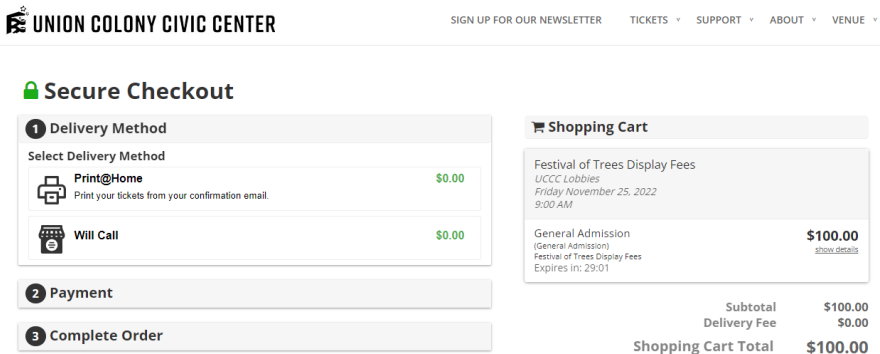 UNION COLONY CIVIC CENTER
SIGN UP FOR OUR NEWSLETTER TICKETS SUPPORT ABOUT VENUE
Secure Checkout
1 Delivery Method
Select Delivery Method
Print@Home $0.00
Print your tickets from your confirmation email.
Will Call $0.00
2 Payment
3 Complete Order
Shopping Cart
Festival of Trees Display Fees
UCCC Lobbies
Friday November 25, 2022
9:00 AM
General Admission $100.00
(General Admission) show details
Festival of Trees Display Fees
Expires in: 29:01
Subtotal $100.00
Delivery Fee $0.00
Shopping Cart Total $100.00